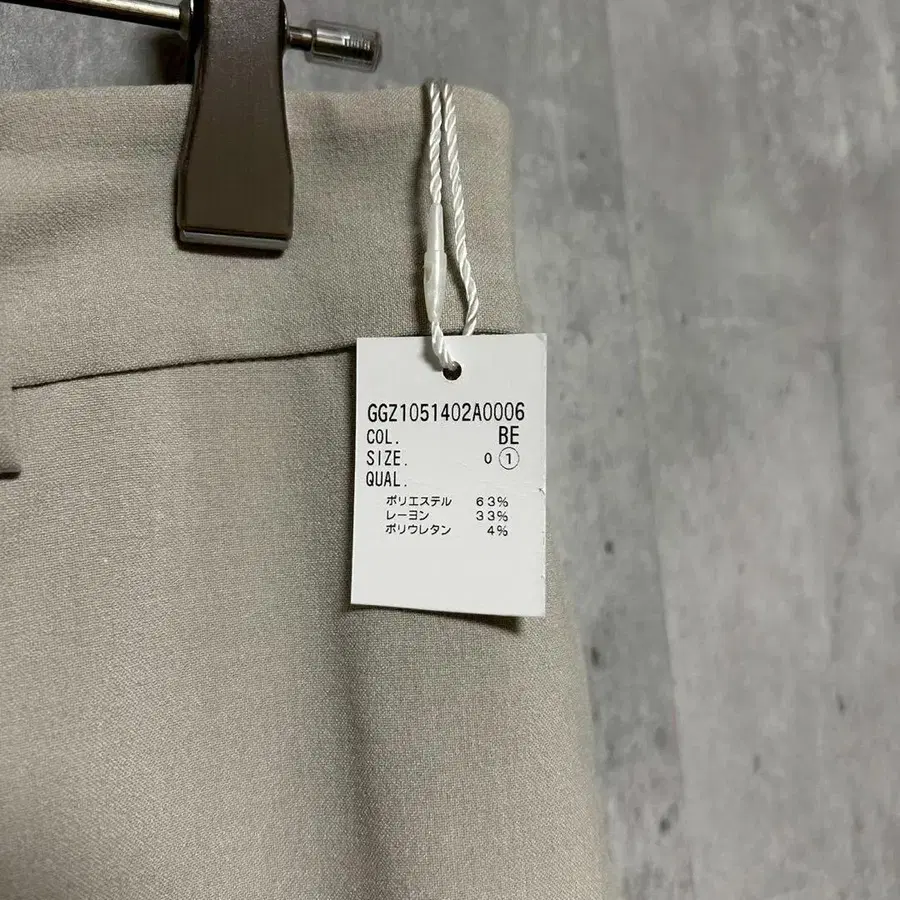 GGZ1051402A0006
COL. BE
SIZE. 0 ①
QUAL.
ポリエステル 63%
レーヨン 33%
ポリウレタン 4%